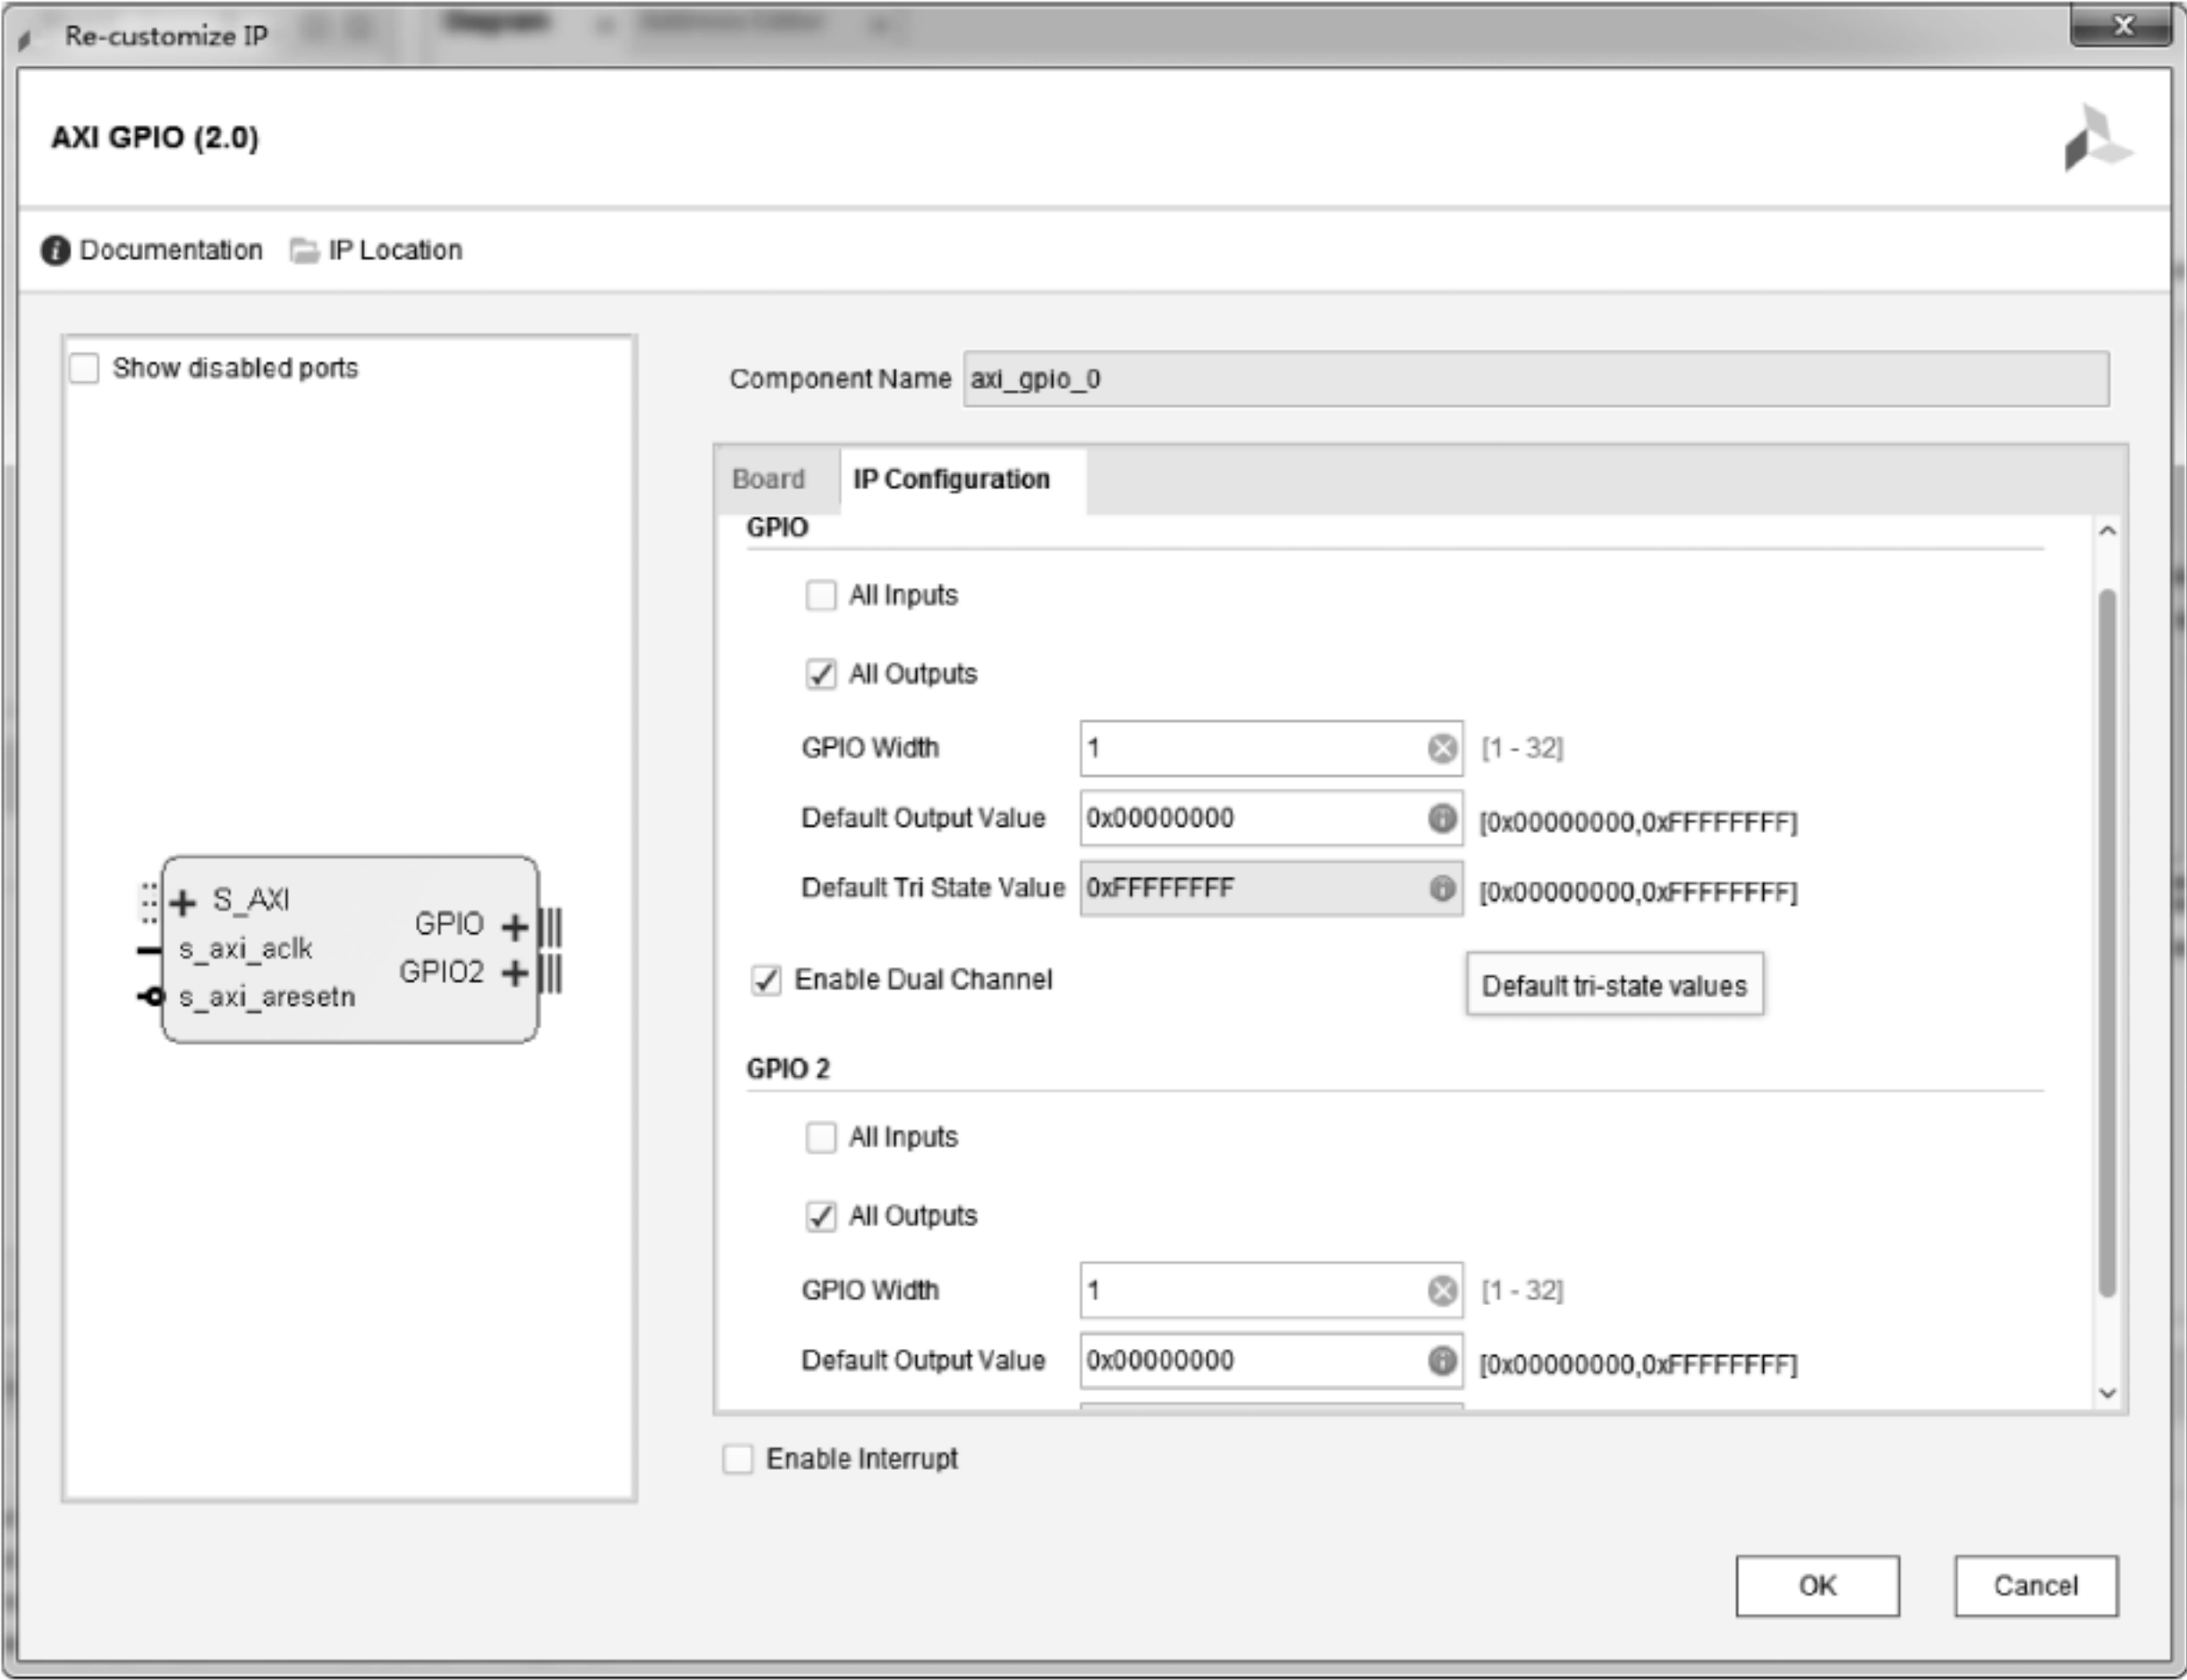 Re-customize IP
AXI GPIO (2.0)
Documentation IP Location
Show disabled ports
S_AXI
s_axi_aclk
s_axi_aresetn
GPIO
GPIO2
Component Name axi_gpio_0
Board IP Configuration
GPIO
All Inputs
All Outputs
GPIO Width 1 [1 - 32]
Default Output Value 0x00000000 [0x00000000,0xFFFFFFFF]
Default Tri State Value 0xFFFFFFFF [0x00000000,0xFFFFFFFF]
Enable Dual Channel Default tri-state values
GPIO 2
All Inputs
All Outputs
GPIO Width 1 [1 - 32]
Default Output Value 0x00000000 [0x00000000,0xFFFFFFFF]
Enable Interrupt
OK Cancel